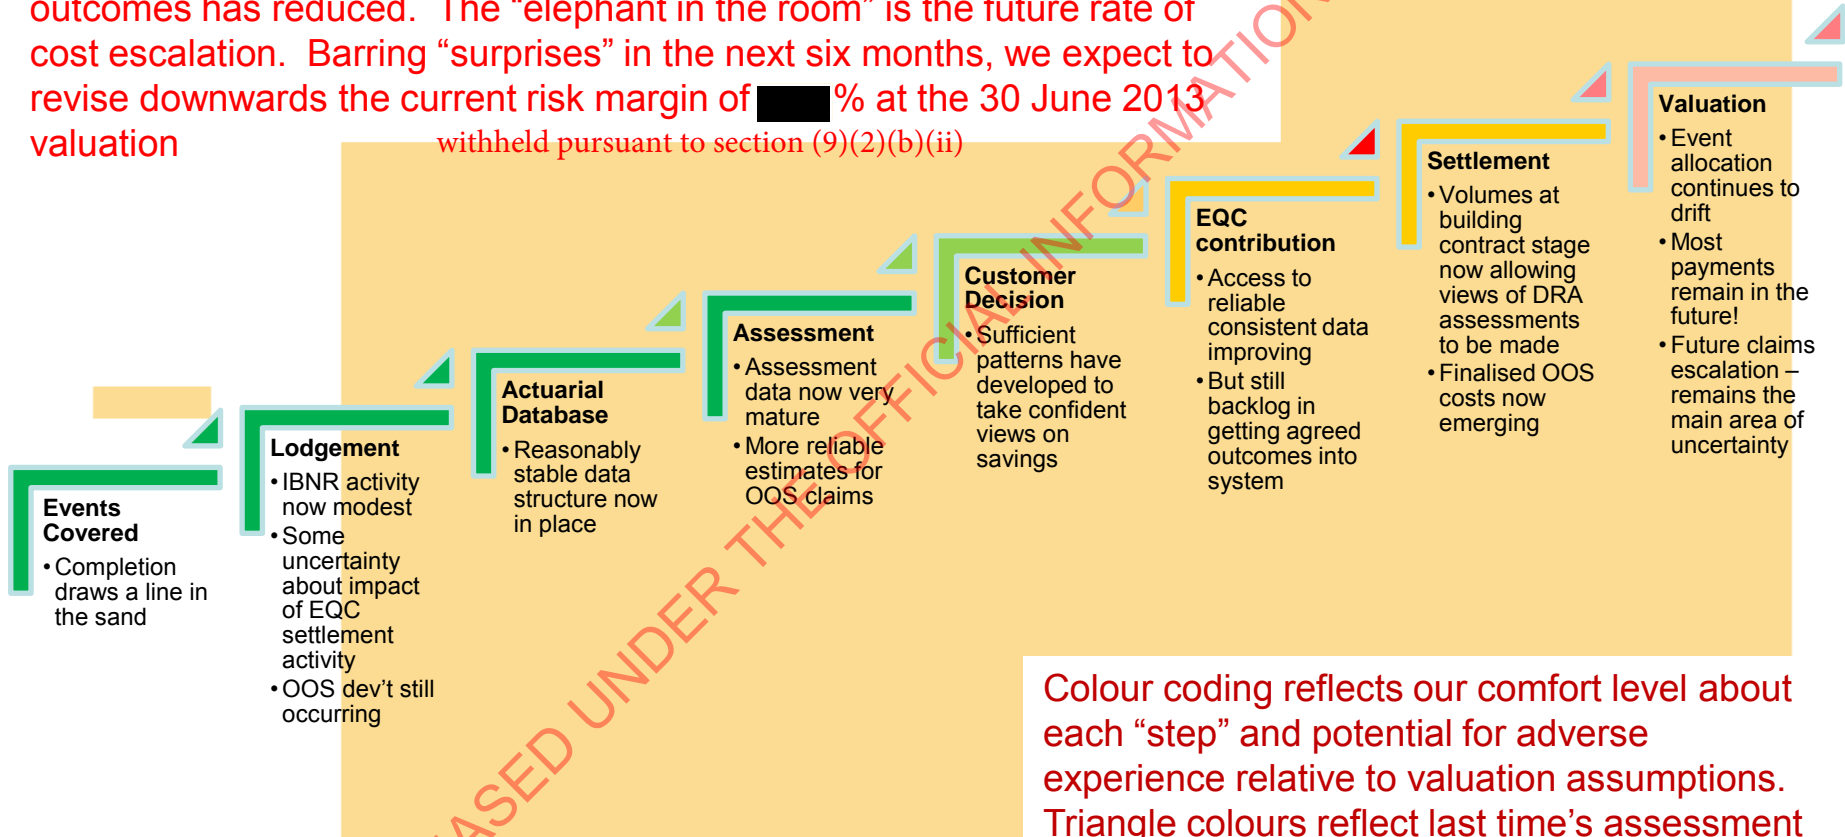 outcomes has reduced.  The “elephant in the room” is the future rate of
cost escalation.  Barring “surprises” in the next six months, we expect to
revise downwards the current risk margin of % at the 30 June 2013
valuation
withheld pursuant to section (9)(2)(b)(ii)
Events
Covered
• Completion
draws a line in
the sand
Lodgement
• IBNR activity
now modest
• Some
uncertainty
about impact
of EQC
settlement
activity
• OOS dev’t still
occurring
Actuarial
Database
• Reasonably
stable data
structure now
in place
Assessment
• Assessment
data now very
mature
• More reliable
estimates for
OOS claims
Customer
Decision
• Sufficient
patterns have
developed to
take confident
views on
savings
EQC
contribution
• Access to
reliable
consistent data
improving
• But still
backlog in
getting agreed
outcomes into
system
Settlement
• Volumes at
building
contract stage
now allowing
views of DRA
assessments
to be made
• Finalised OOS
costs now
emerging
Valuation
• Event
allocation
continues to
drift
• Most
payments
remain in the
future!
• Future claims
escalation –
remains the
main area of
uncertainty
Colour coding reflects our comfort level about
each “step” and potential for adverse
experience relative to valuation assumptions.
Triangle colours reflect last time’s assessment
ASED UNDER THE OFFICIAL INFORMATION